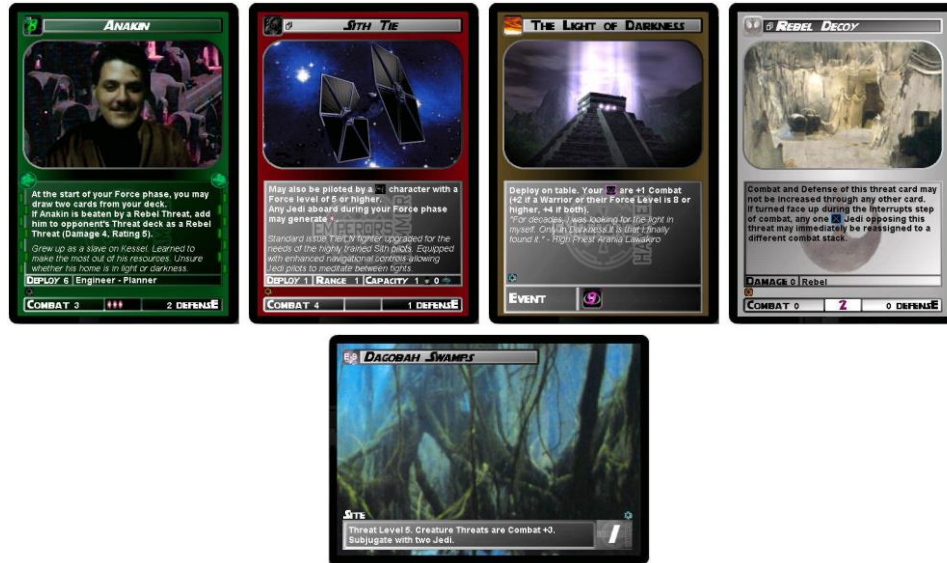 ANAKIN
At the start of your Force phase, you may
draw two cards from your deck.
If Anakin is beaten by a Rebel Threat, add
him to opponent's Threat deck as a Rebel
Threat (Damage 4, Rating 5).
Grew up as a slave on Kessel. Learned to
make the most out of his resources. Unsure
whether his home is in light or darkness.
DEPLOY 6 Engineer - Planner
COMBAT 3 2 DEFENSE
SITH TIE
May also be piloted by a character with a
Force level of 5 or higher.
Any Jedi aboard during your Force phase
may generate
EMPERORS
Standard issue TIE/LN fighter upgraded for the
needs of the highly trained Sith pilots. Equipped
with enhanced navigational controls allowing
Jedi pilots to meditate between fights.
DEPLOY 1 RANGE 1 CAPACITY 1 0
COMBAT 4 1 DEFENSE
THE LIGHT OF DARKNESS
Deploy on table. Your are +1 Combat
(+2 if a Warrior or their Force Level is 8 or
higher, +4 if both).
"For decades, I was looking for the light in
myself. Only in Darkness it is that I finally
found it." - High Priest Arania Lawakiro
EVENT
REBEL DECOY
Combat and Defense of this threat card may
not be increased through any other card.
If turned face up during the Interrupts step
of combat, any one Jedi opposing this
threat may immediately be reassigned to a
different combat stack.
DAMAGE 0 Rebel
COMBAT 0 2 0 DEFENSE
DAGOBAH SWAMPS
SITE
Threat Level 5. Creature Threats are Combat +3.
Subjugate with two Jedi.
1